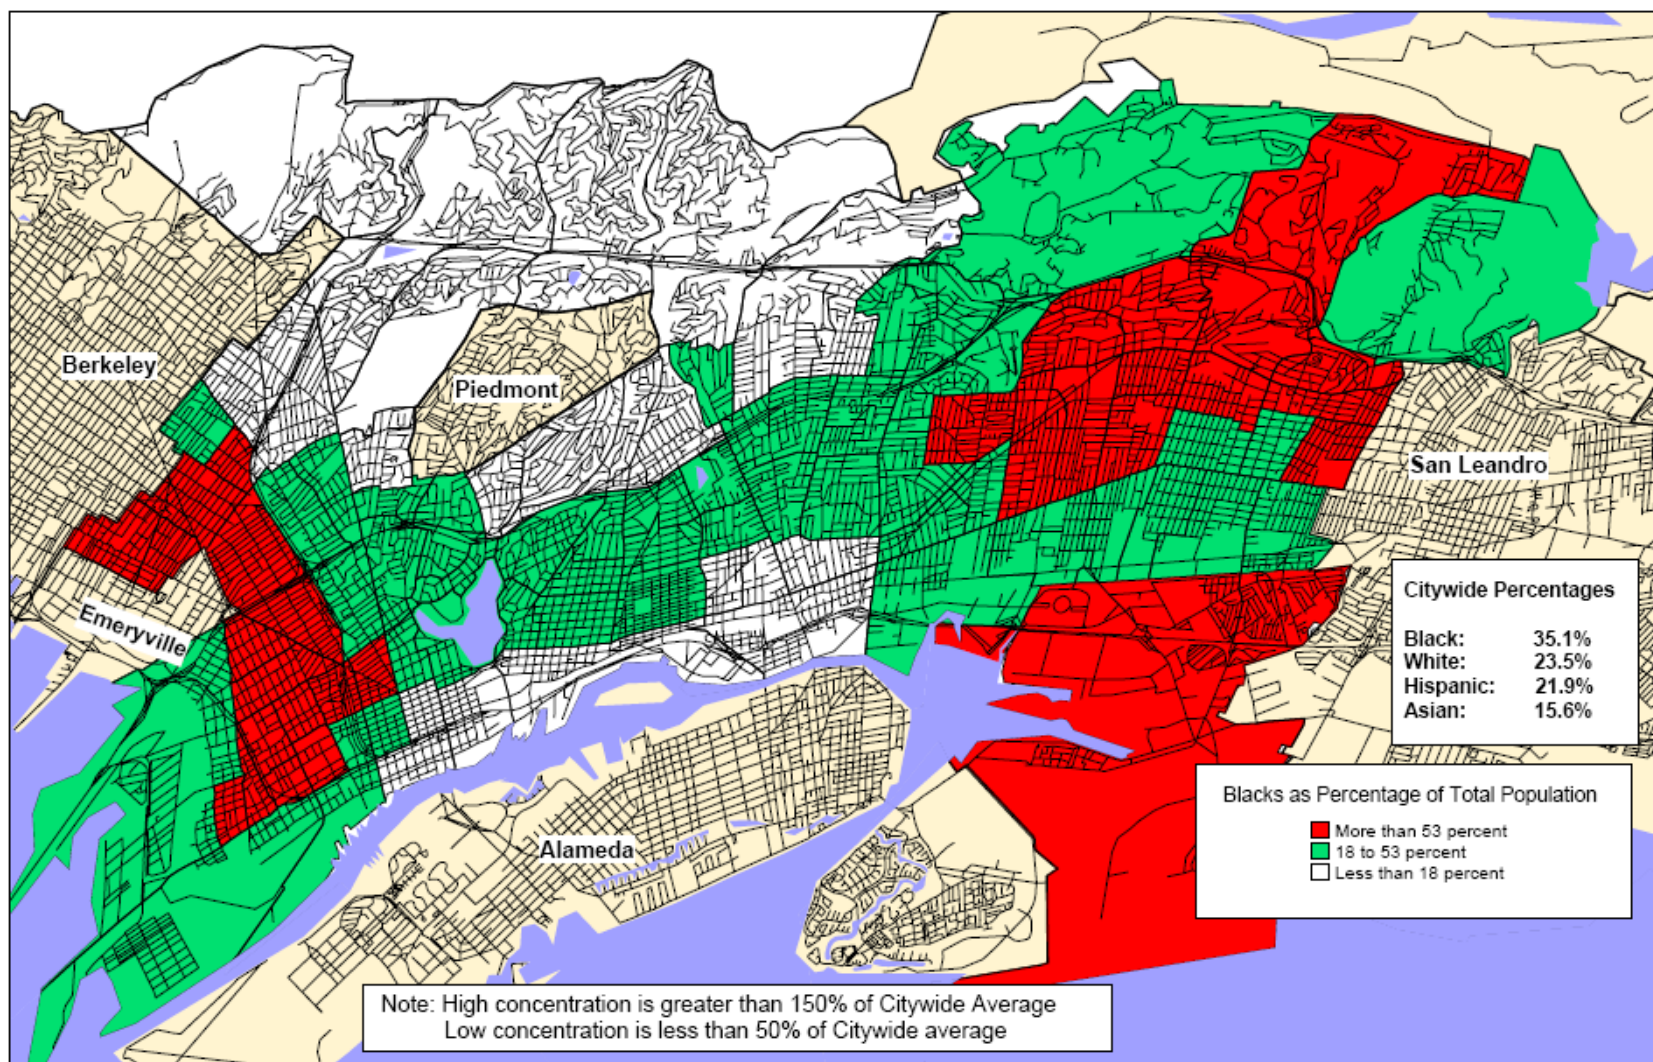 Berkeley
Piedmont
San Leandro
Emeryville
Alameda
Citywide Percentages
Black: 35.1%
White: 23.5%
Hispanic: 21.9%
Asian: 15.6%
Blacks as Percentage of Total Population
More than 53 percent
18 to 53 percent
Less than 18 percent
Note: High concentration is greater than 150% of Citywide Average
Low concentration is less than 50% of Citywide average